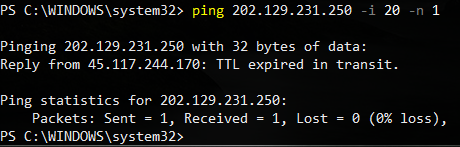 PS C:\WINDOWS\system32> ping 202.129.231.250 -i 20 -n 1
Pinging 202.129.231.250 with 32 bytes of data:
Reply from 45.117.244.170: TTL expired in transit.
Ping statistics for 202.129.231.250:
    Packets: Sent = 1, Received = 1, Lost = 0 (0% loss),
PS C:\WINDOWS\system32>